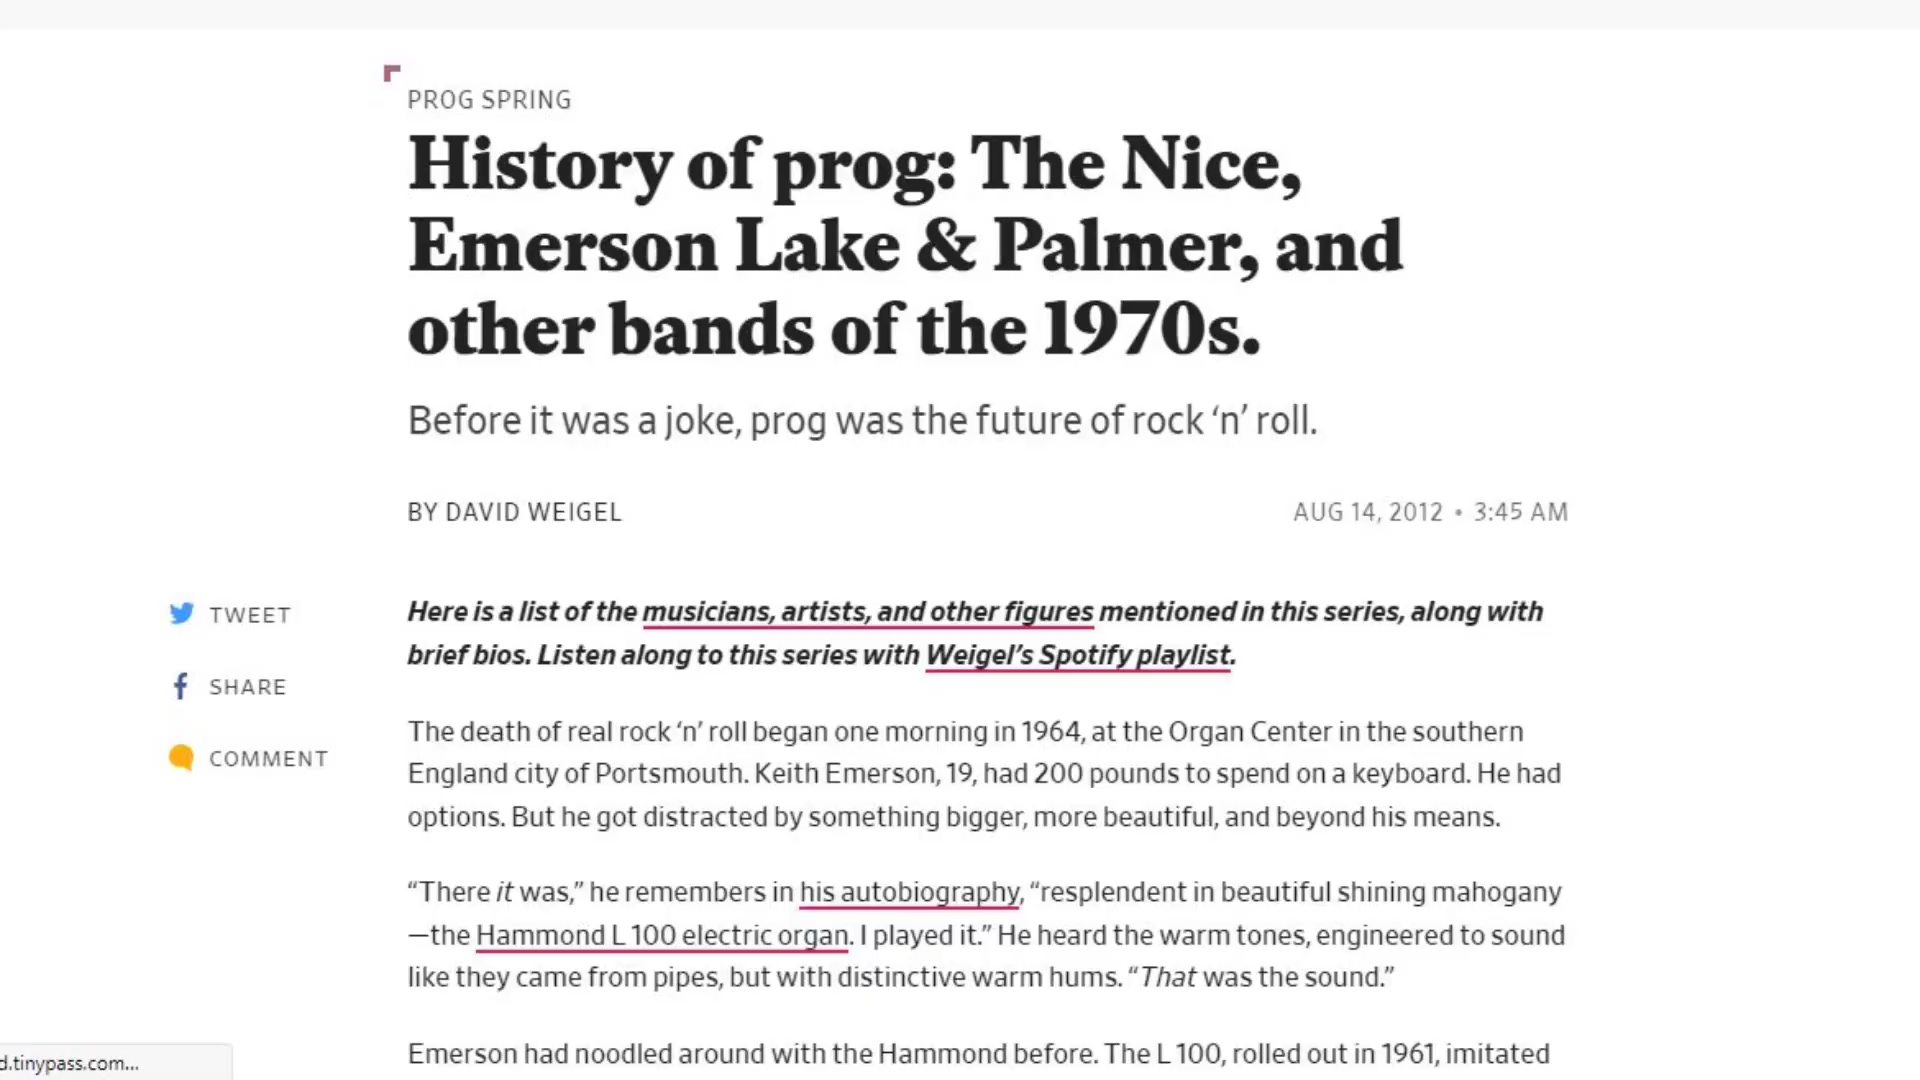 PROG SPRING
History of prog: The Nice,
Emerson Lake & Palmer, and
other bands of the 1970s.
Before it was a joke, prog was the future of rock ‘n’ roll.
BY DAVID WEIGEL
AUG 14, 2012 • 3:45 AM
TWEET
SHARE
COMMENT
Here is a list of the musicians, artists, and other figures mentioned in this series, along with
brief bios. Listen along to this series with Weigel’s Spotify playlist.
The death of real rock ‘n’ roll began one morning in 1964, at the Organ Center in the southern
England city of Portsmouth. Keith Emerson, 19, had 200 pounds to spend on a keyboard. He had
options. But he got distracted by something bigger, more beautiful, and beyond his means.
“There it was,” he remembers in his autobiography, “resplendent in beautiful shining mahogany
—the Hammond L 100 electric organ. I played it.” He heard the warm tones, engineered to sound
like they came from pipes, but with distinctive warm hums. “That was the sound.”
Emerson had noodled around with the Hammond before. The L 100, rolled out in 1961, imitated
d.tinypass.com...